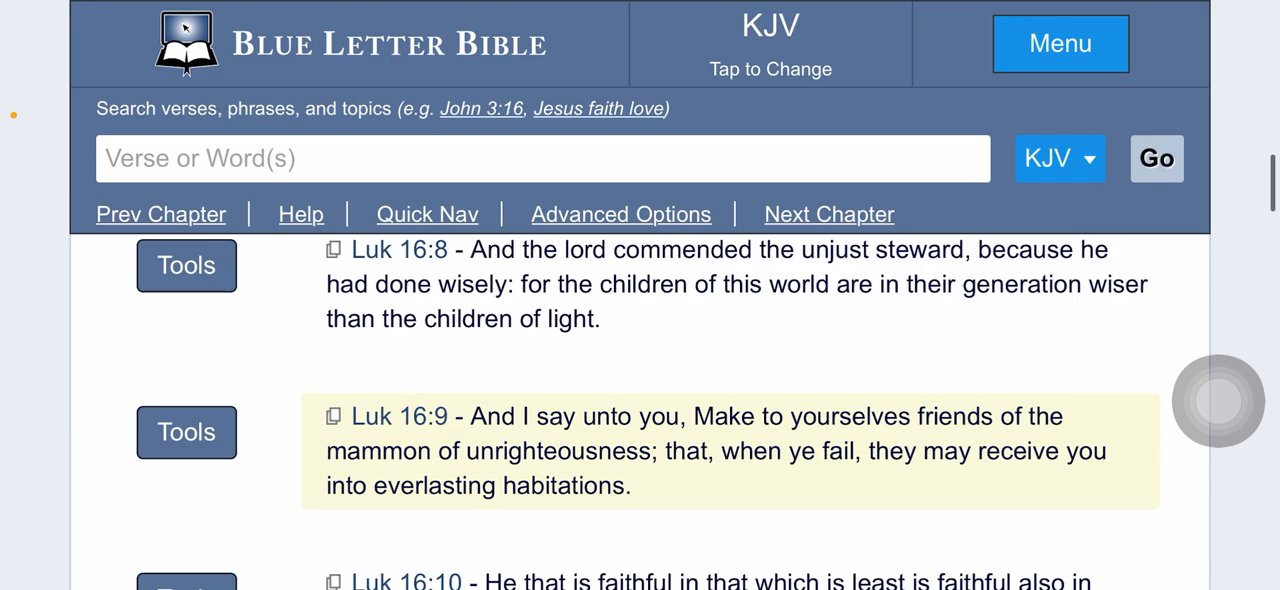 BLUE LETTER BIBLE
KJV
Tap to Change
Menu
Search verses, phrases, and topics (e.g. John 3:16, Jesus faith love)
Verse or Word(s)
KJV
Go
Prev Chapter | Help | Quick Nav | Advanced Options | Next Chapter
Tools
Luk 16:8 - And the lord commended the unjust steward, because he
had done wisely: for the children of this world are in their generation wiser
than the children of light.
Tools
Luk 16:9 - And I say unto you, Make to yourselves friends of the
mammon of unrighteousness; that, when ye fail, they may receive you
into everlasting habitations.
Luk 16:10 - He that is faithful in that which is least is faithful also in